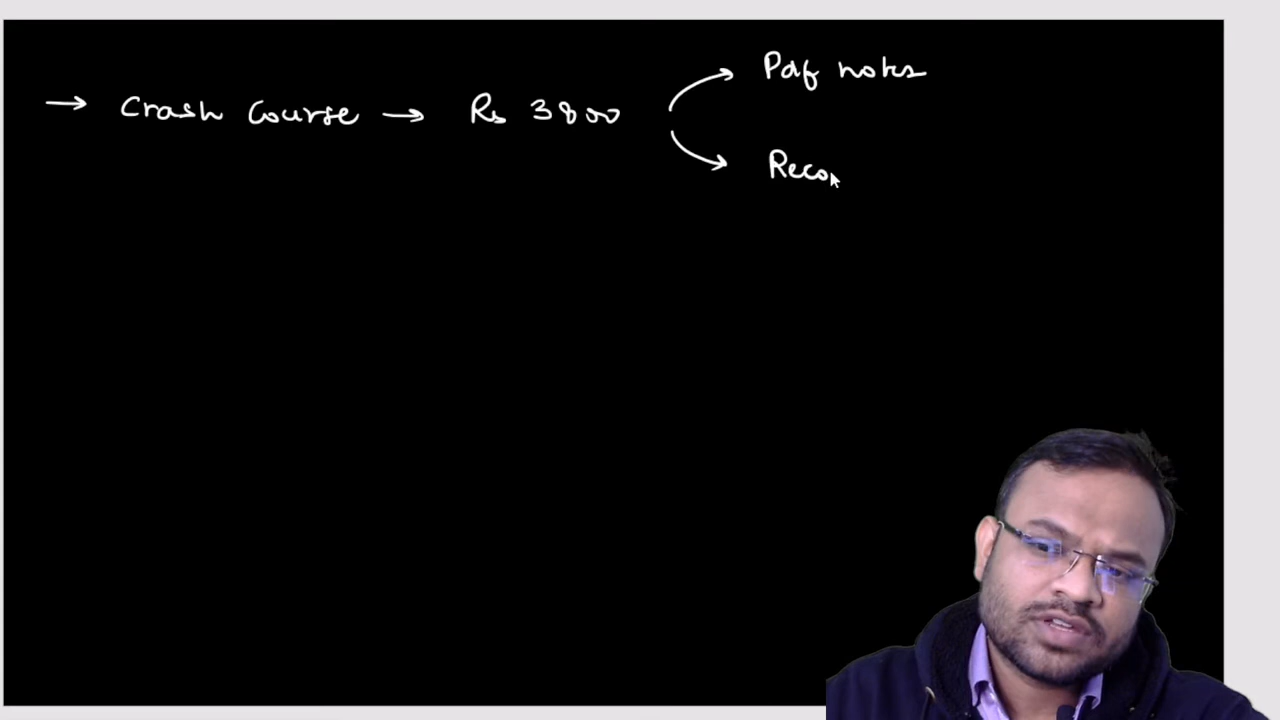 → Crash Course → Rs 3800
Pdf notes
Reco